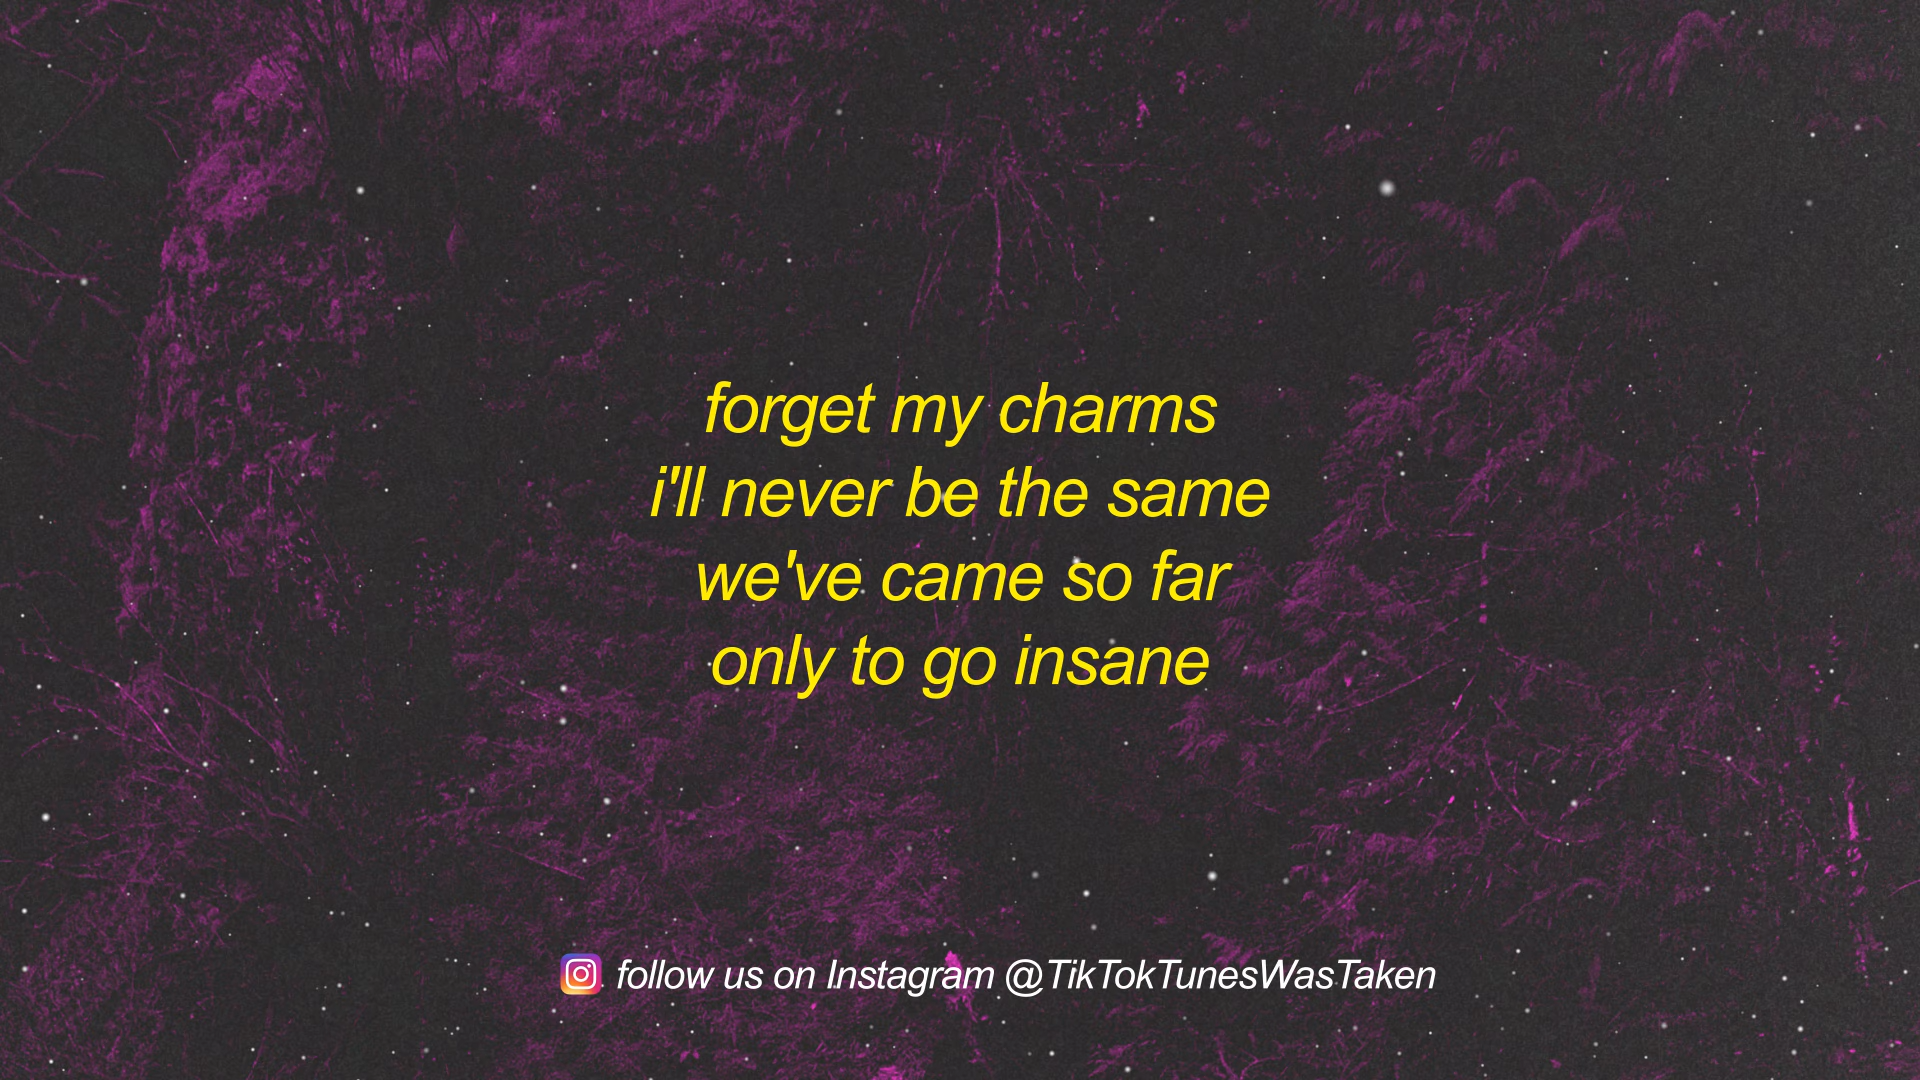 forget my charms
i'll never be the same
we've came so far
only to go insane
follow us on Instagram @TikTokTunesWasTaken